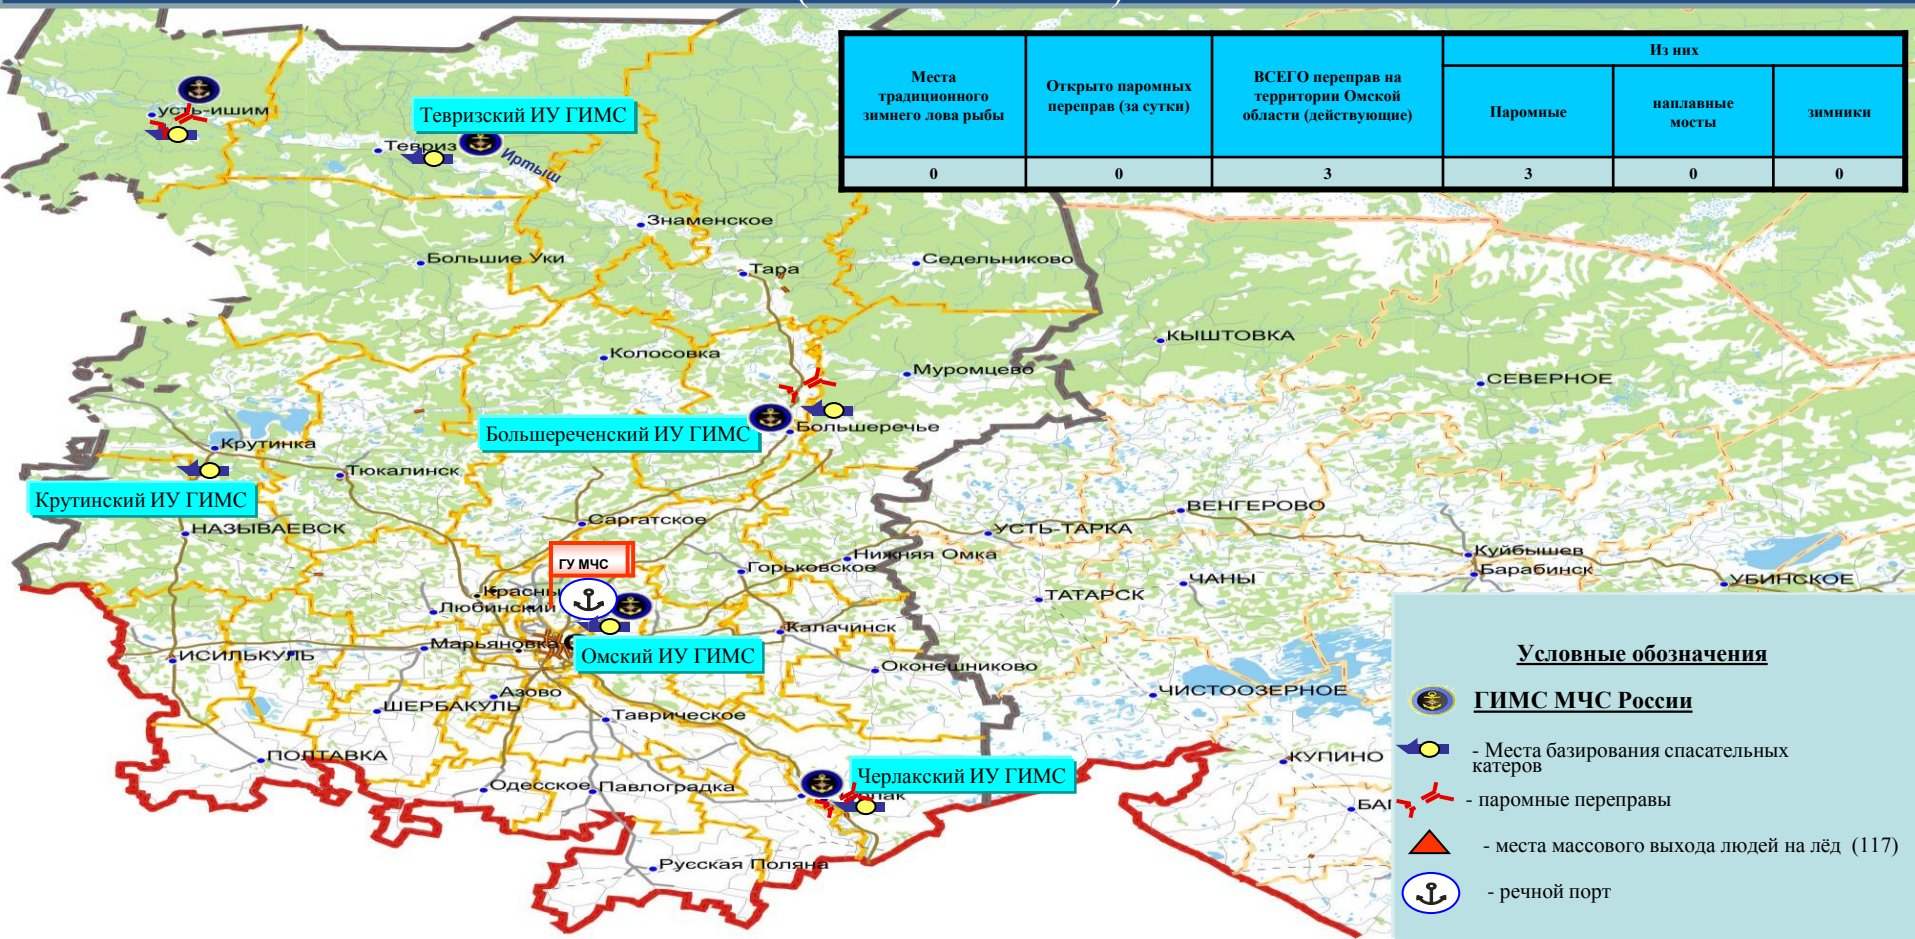 Места
традиционного
зимнего лова рыбы
Открыто паромных
переправ (за сутки)
ВСЕГО переправ на
территории Омской
области (действующие)
Из них
Паромные
наплавные
мосты
зимники
0
0
3
3
0
0
усть-ишим
Тевризский ИУ ГИМС
Тевриз
Иртыш
Знаменское
Большие Уки
Тара
Седельниково
КЫШТОВКА
Колосовка
Муромцево
СЕВЕРНОЕ
Большереченский ИУ ГИМС
Большеречье
Крутинка
Тюкалинск
Крутинский ИУ ГИМС
НАЗЫВАЕВСК
Саргатское
УСТЬ-ТАРКА
ВЕНГЕРОВО
Нижняя Омка
Куйбышев
Барабинск
ГУ МЧС
Горьковское
ЧАНЫ
УБИНСКОЕ
Красны
Любинский
ТАТАРСК
Марьяновка
Калачинск
ИСИЛЬКУЛЬ
Омский ИУ ГИМС
Оконешниково
Азово
ЧИСТООЗЕРНОЕ
ШЕРБАКУЛЬ
Таврическое
ПОЛТАВКА
КУПИНО
Одесское
Павлоградка
Черлакский ИУ ГИМС
лак
БАГ
Русская Поляна
Условные обозначения
ГИМС МЧС России
- Места базирования спасательных
катеров
- паромные переправы
- места массового выхода людей на лёд (117)
- речной порт